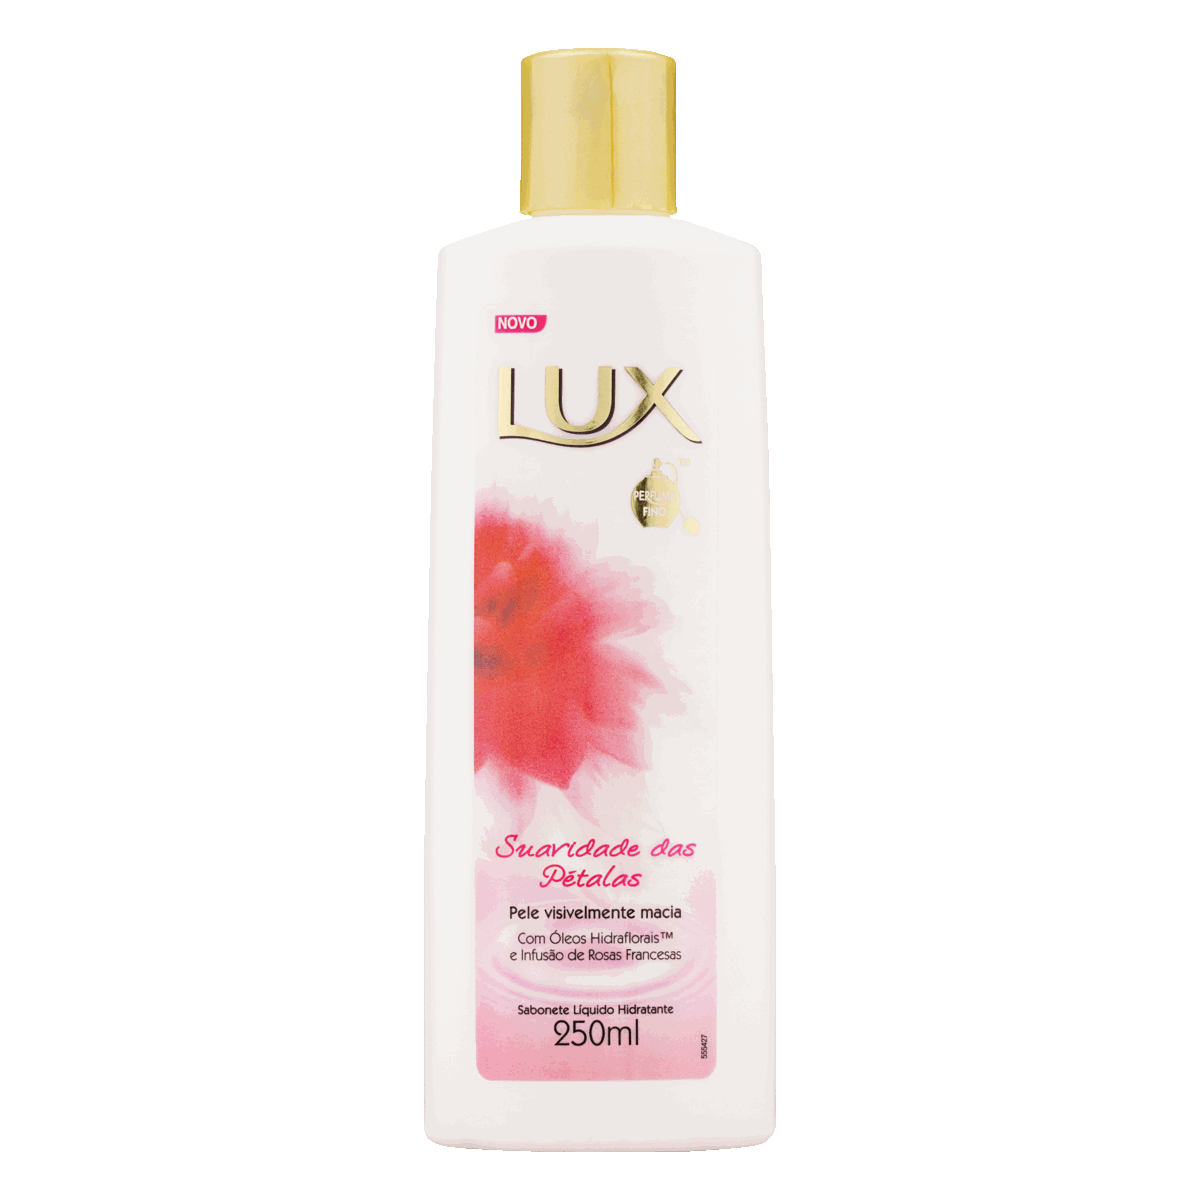 NOVO
LUX
™
PERFUME
FINO
Suavidade das
Pétalas
Pele visivelmente macia
Com Óleos Hidraflorais™
e Infusão de Rosas Francesas
Sabonete Líquido Hidratante
250ml
555427